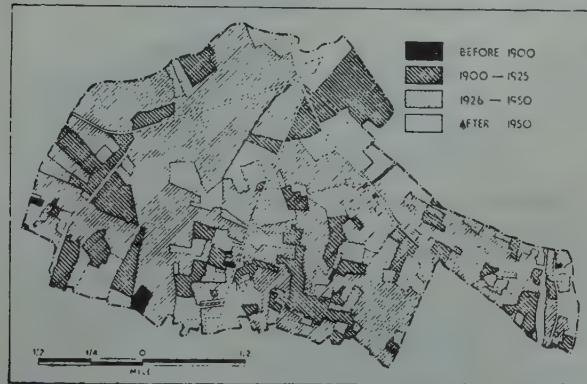 BEFORE 1900
1900 — 1925
1926 — 1950
AFTER 1950
1/2 1/4 0 1/2
MILE